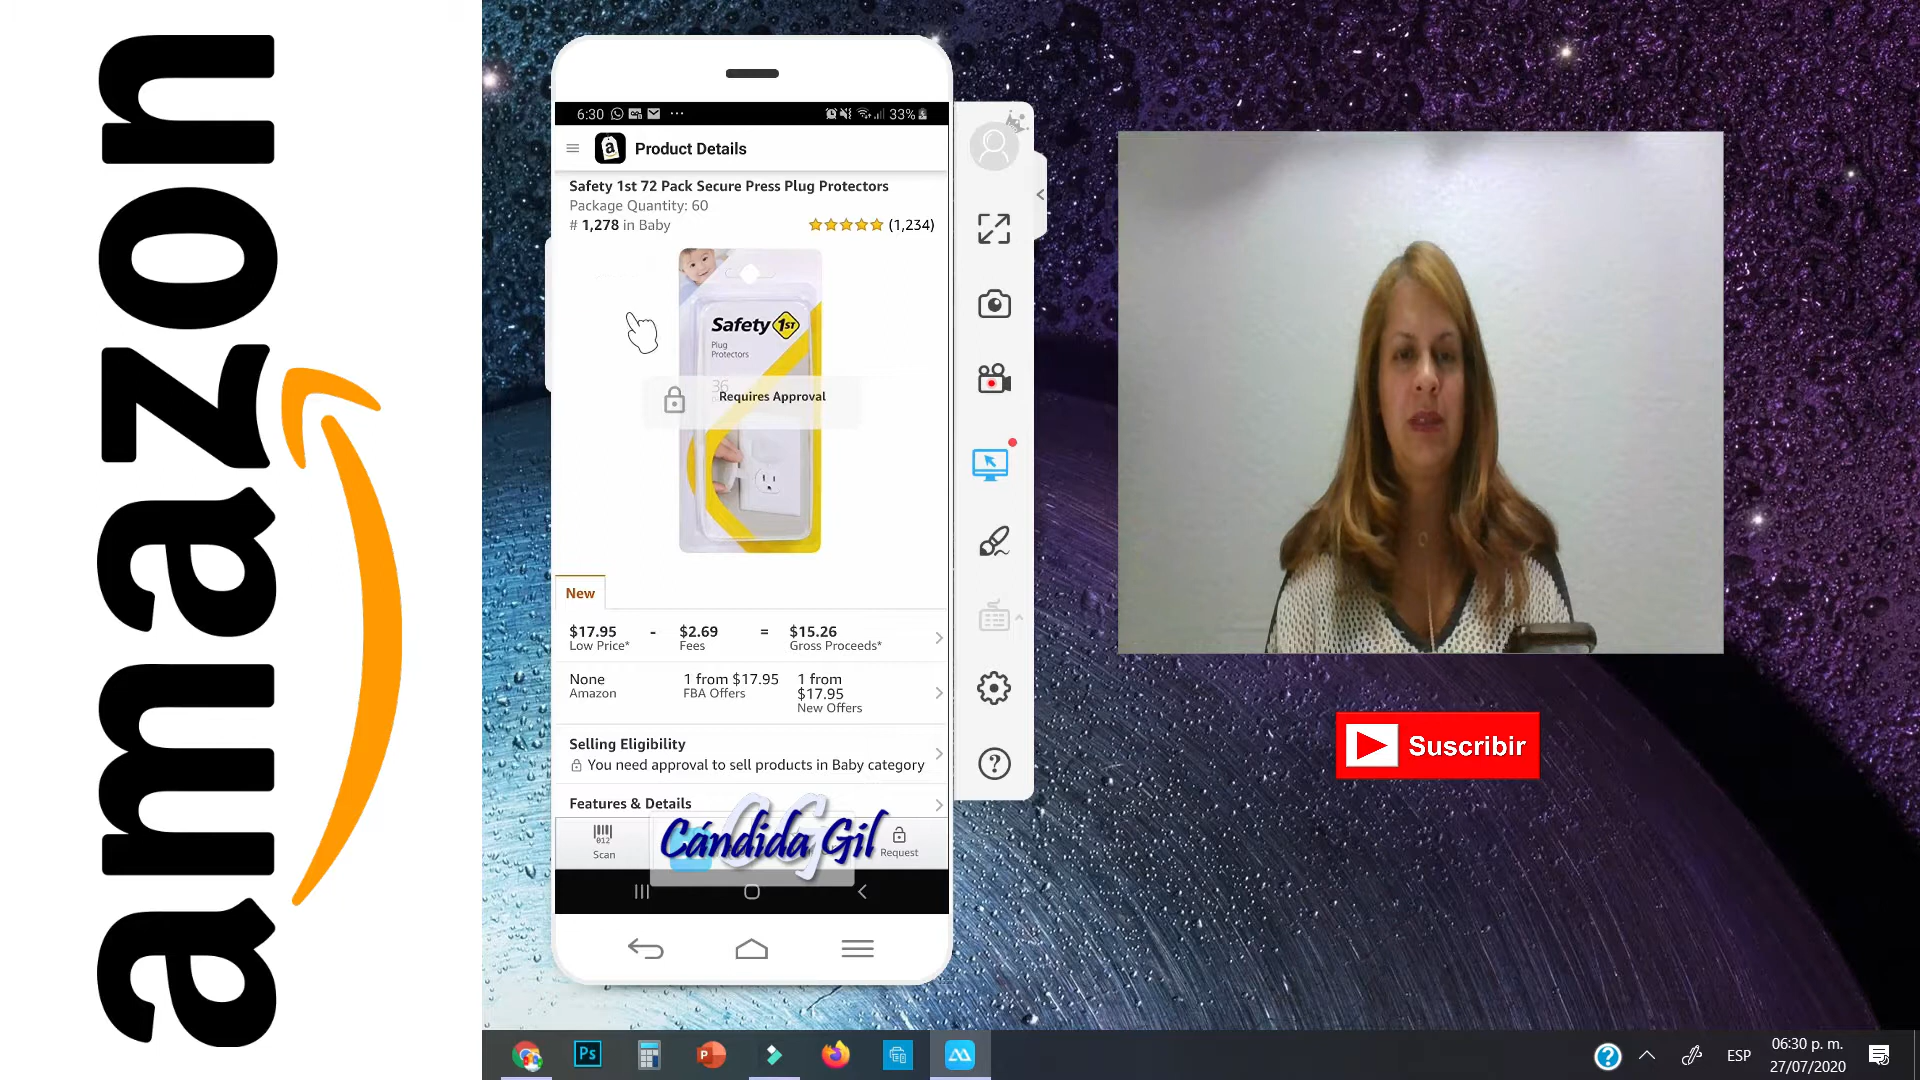 amazon
6:30
33%
Product Details
Safety 1st 72 Pack Secure Press Plug Protectors
Package Quantity: 60
# 1,278 in Baby
(1,234)
Safety 1ST
Plug
Protectors
36
Requires Approval
New
$17.95 - $2.69 = $15.26
Low Price* Fees Gross Proceeds*
None 1 from $17.95 1 from $17.95
Amazon FBA Offers New Offers
Selling Eligibility
You need approval to sell products in Baby category
Features & Details
Scan
Request
Cándida Gil
Suscribir
Ps
P
ESP
06:30 p. m.
27/07/2020